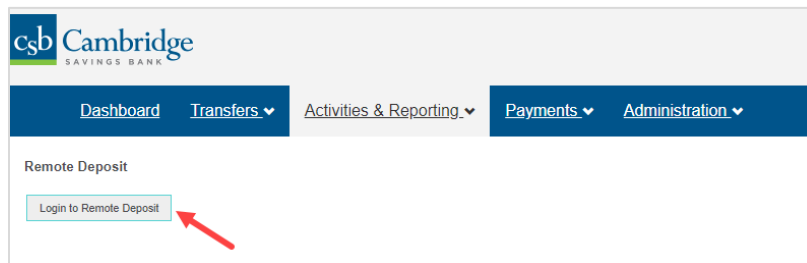 csb Cambridge
SAVINGS BANK
Dashboard Transfers Activities & Reporting Payments Administration
Remote Deposit
Login to Remote Deposit